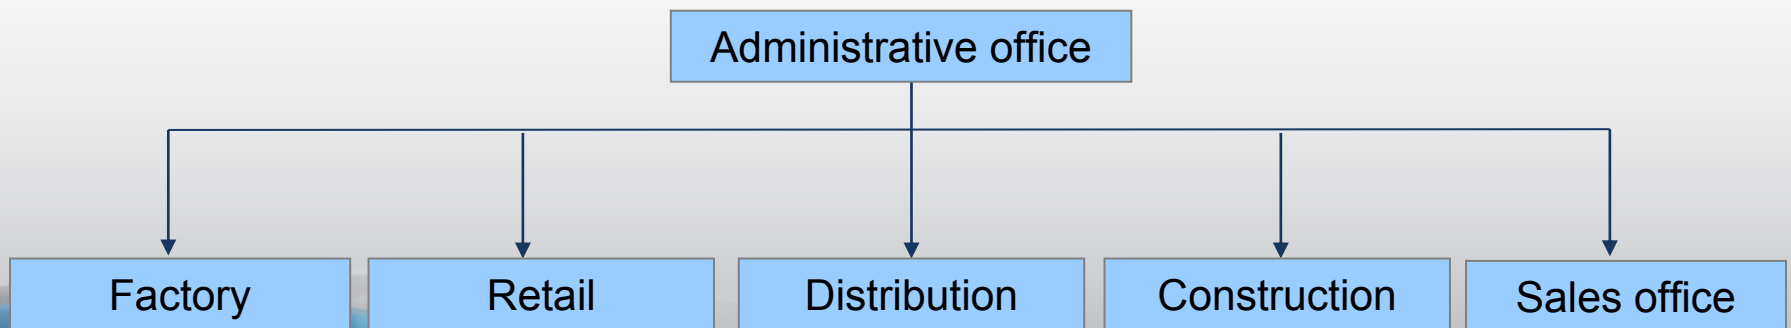 Administrative office
Factory
Retail
Distribution
Construction
Sales office